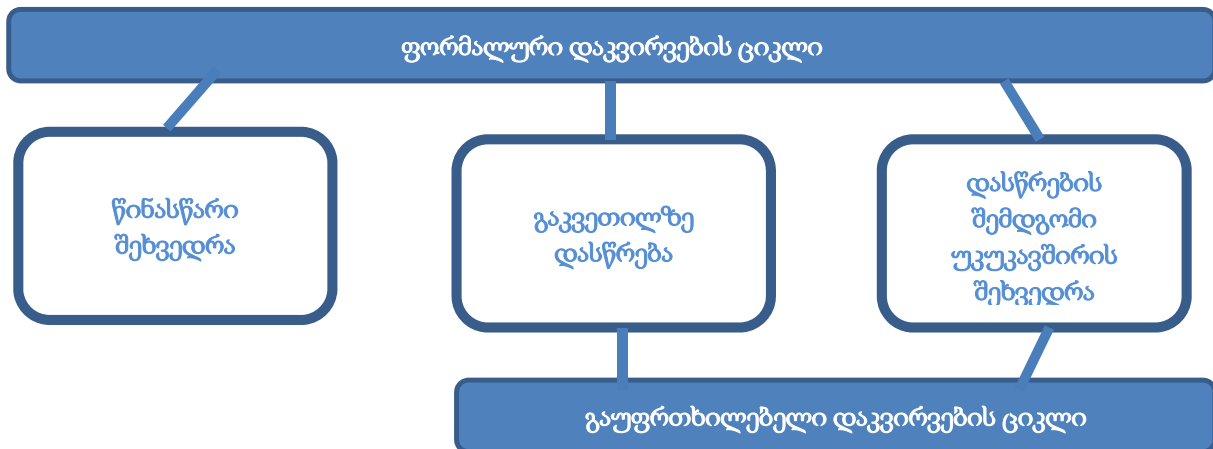 ფორმალური დაკვირვების ციკლი
წინასწარი
შეხვედრა
გაკვეთილზე
დასწრება
დასწრების
შემდგომი
უკუკავშირის
შეხვედრა
გაუფრთხილებელი დაკვირვების ციკლი